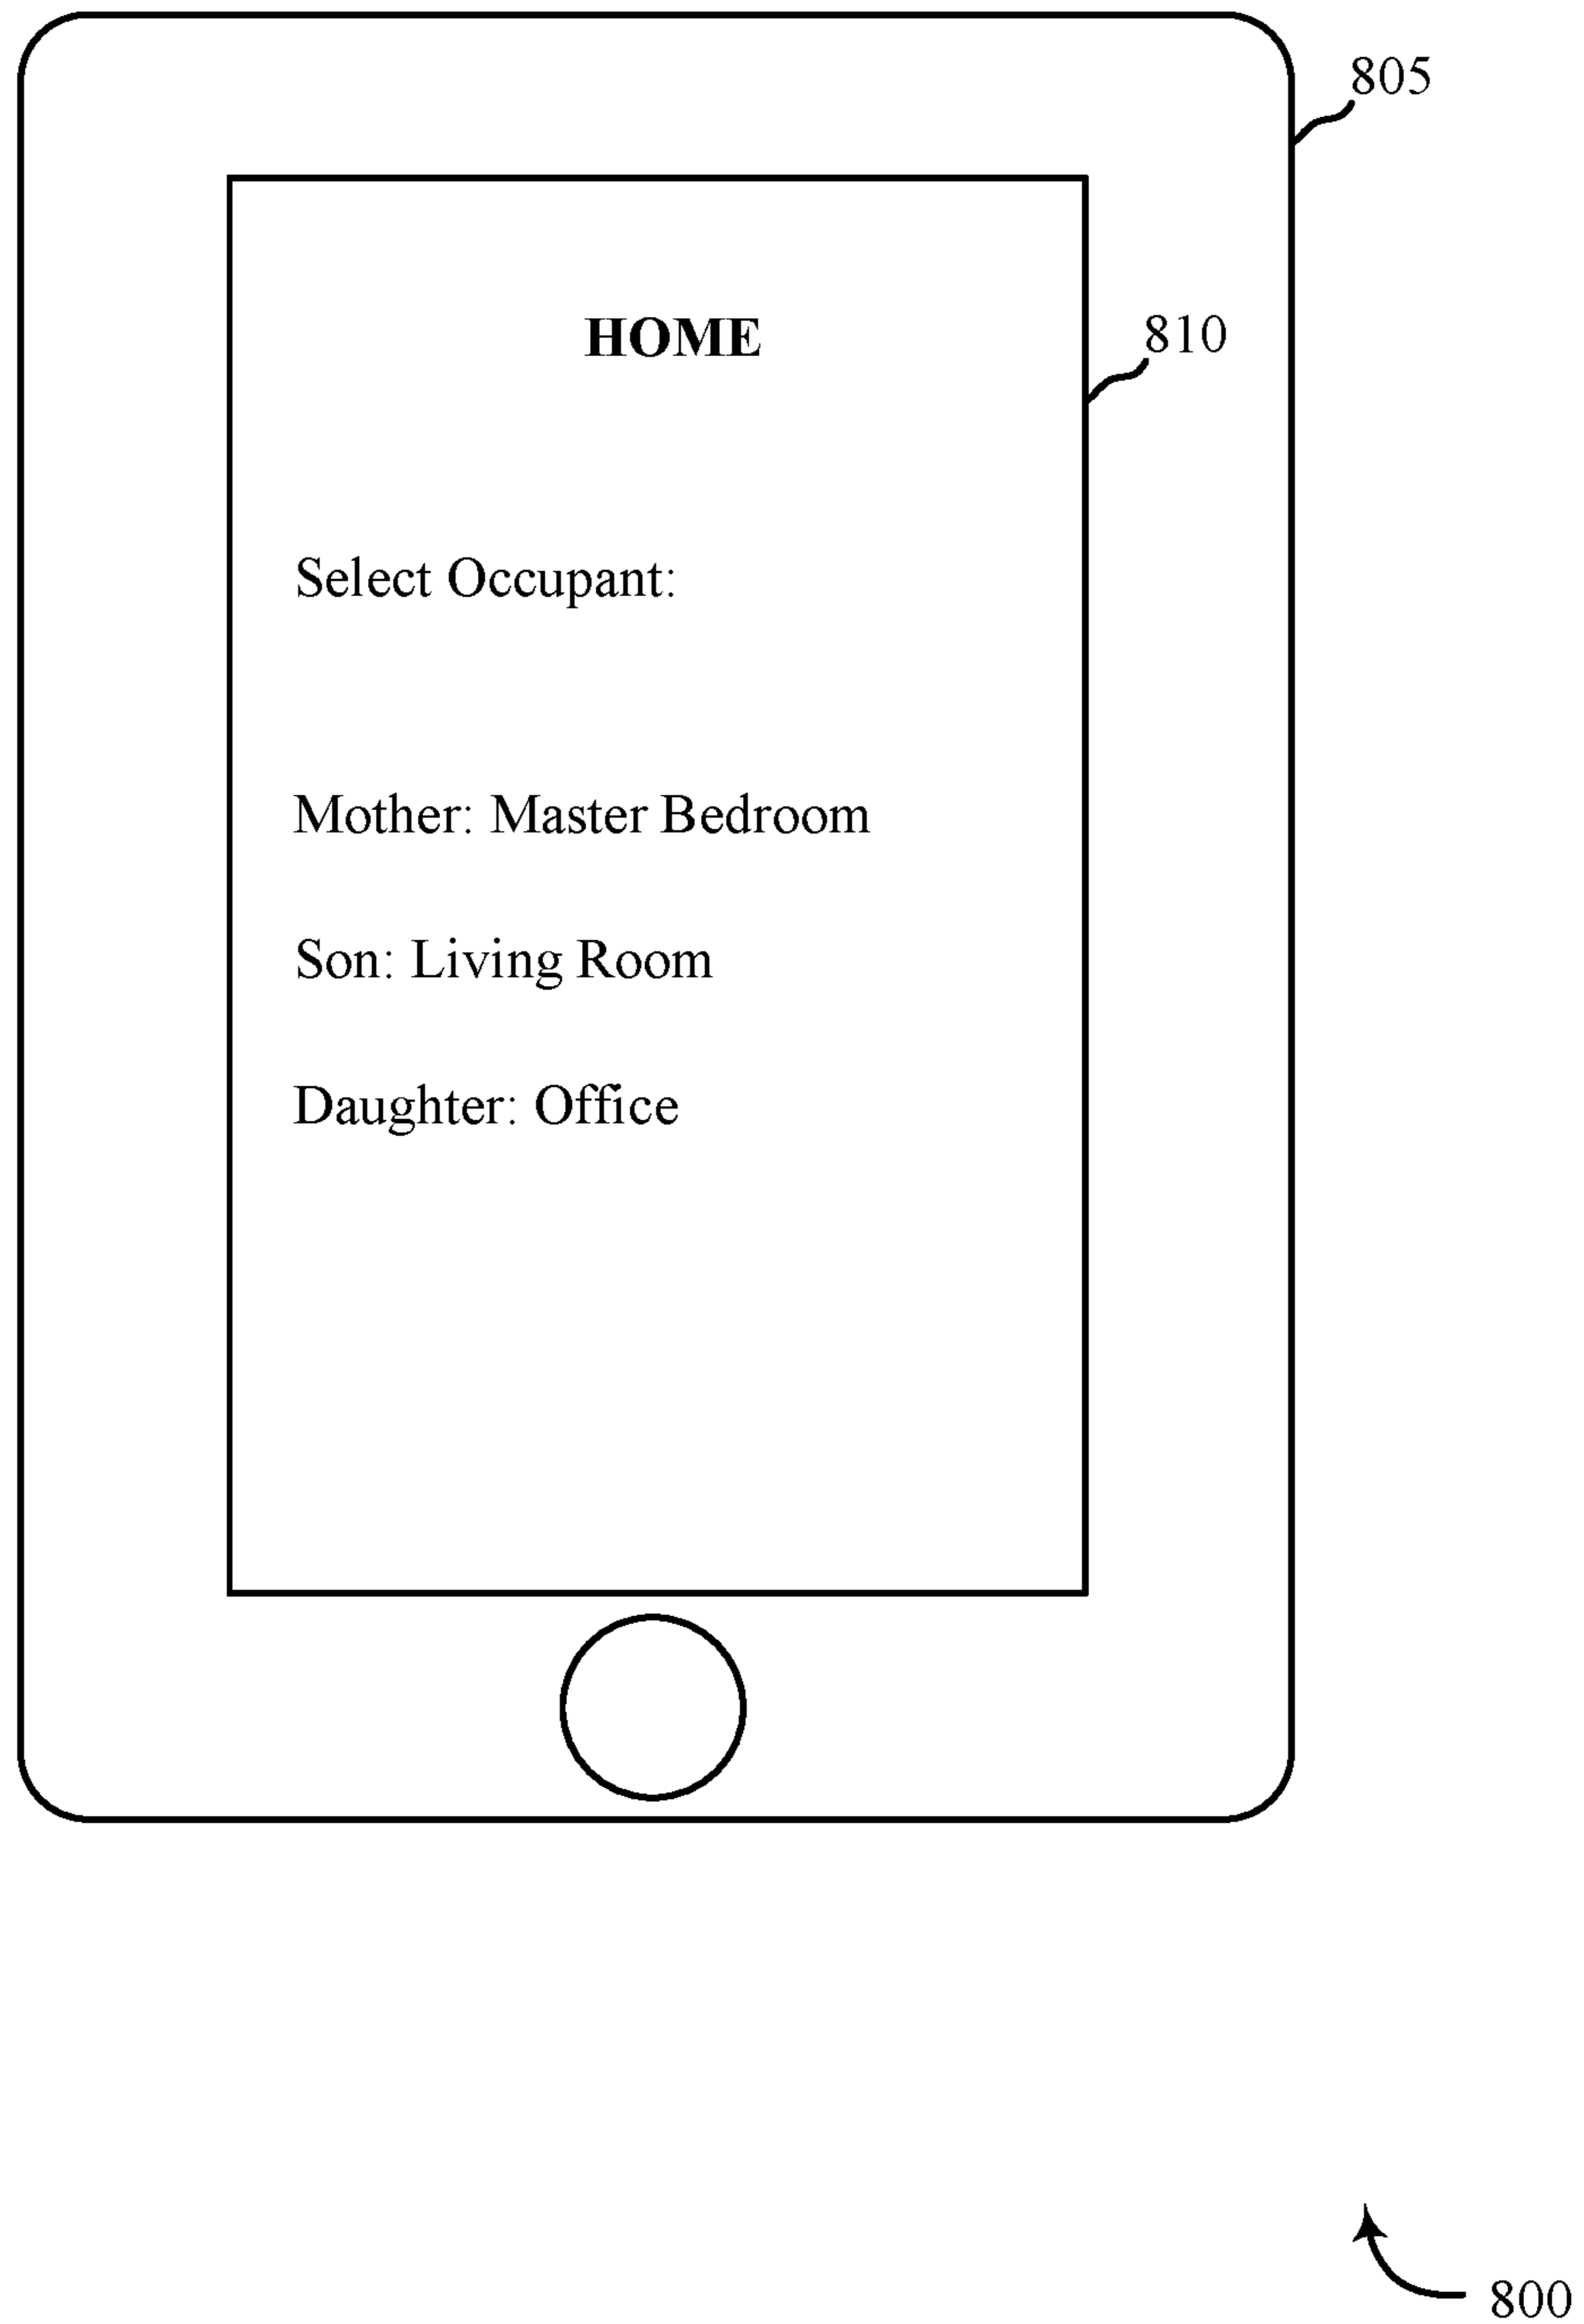 805
HOME
810
Select Occupant:
Mother: Master Bedroom
Son: Living Room
Daughter: Office
800